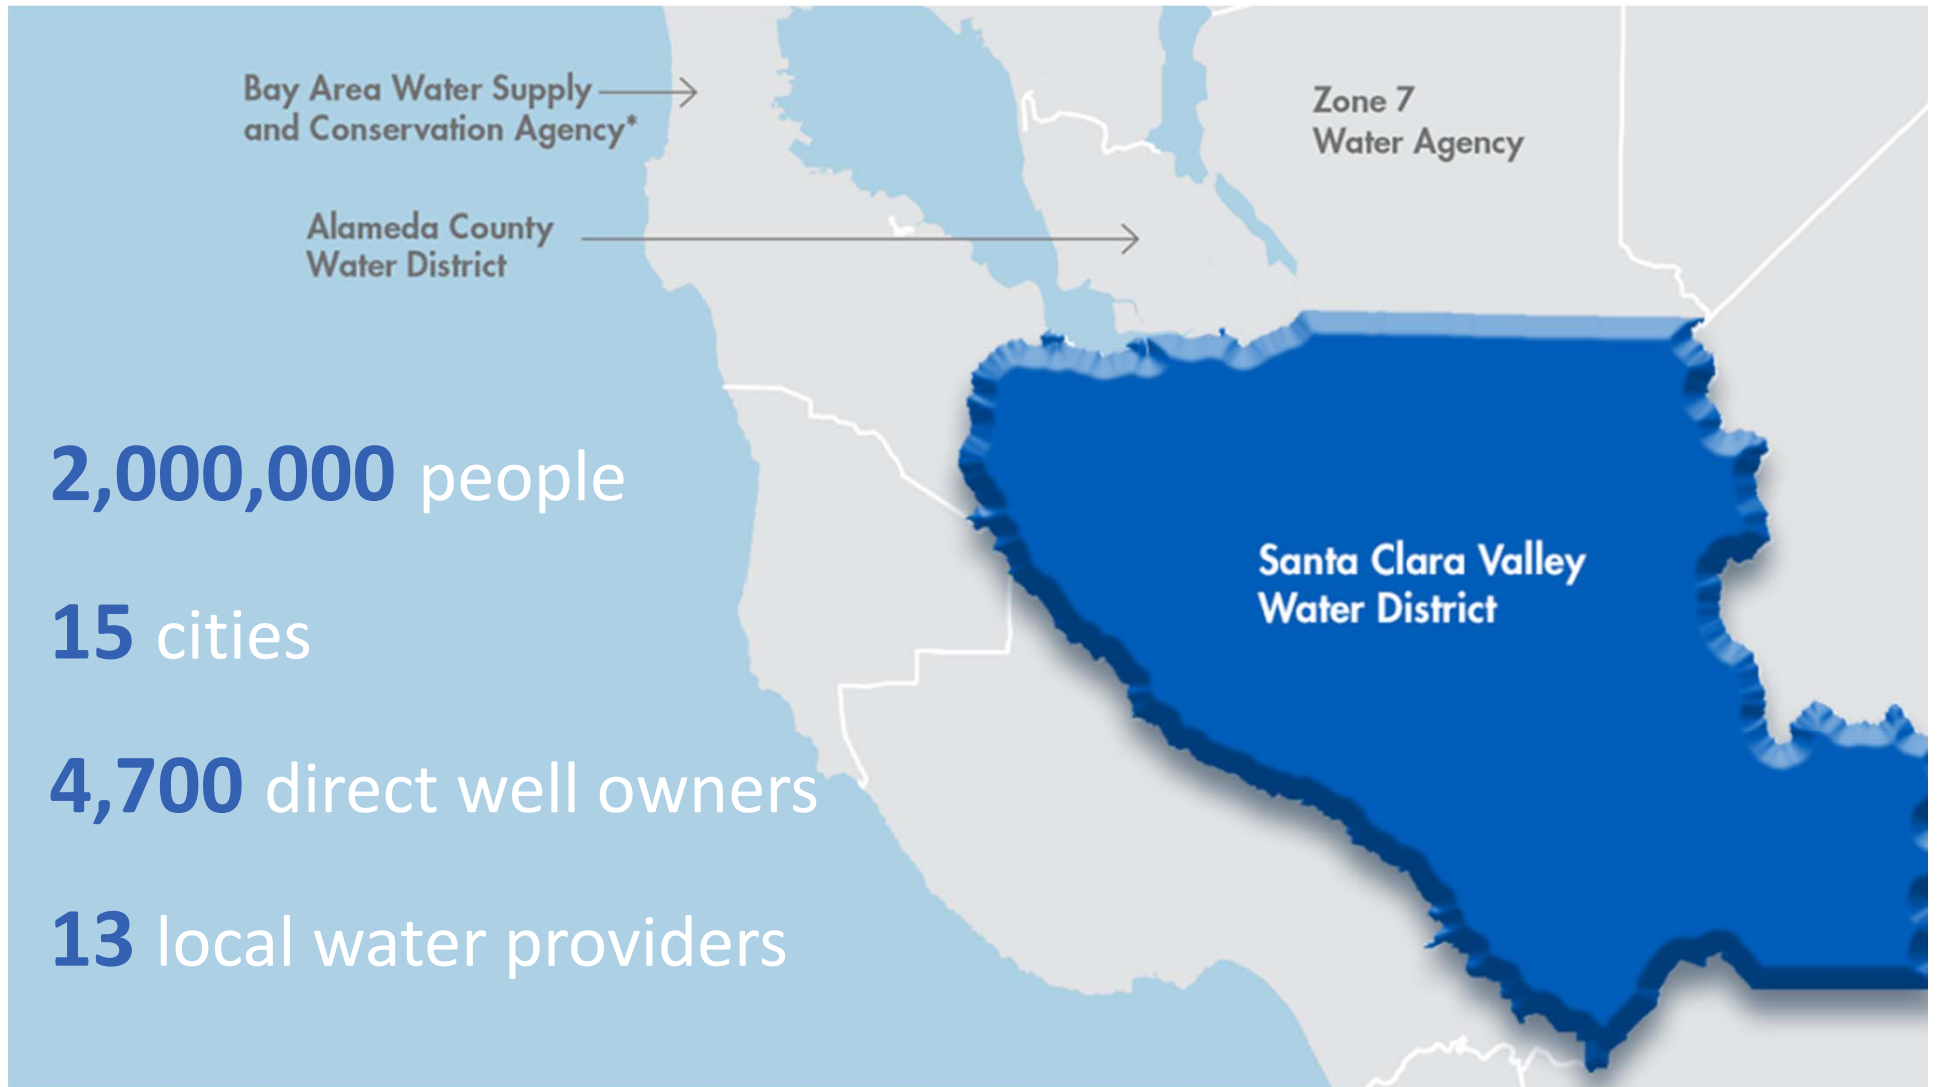 Bay Area Water Supply
and Conservation Agency*
Zone 7
Water Agency
Alameda County
Water District
2,000,000 people
15 cities
4,700 direct well owners
13 local water providers
Santa Clara Valley
Water District